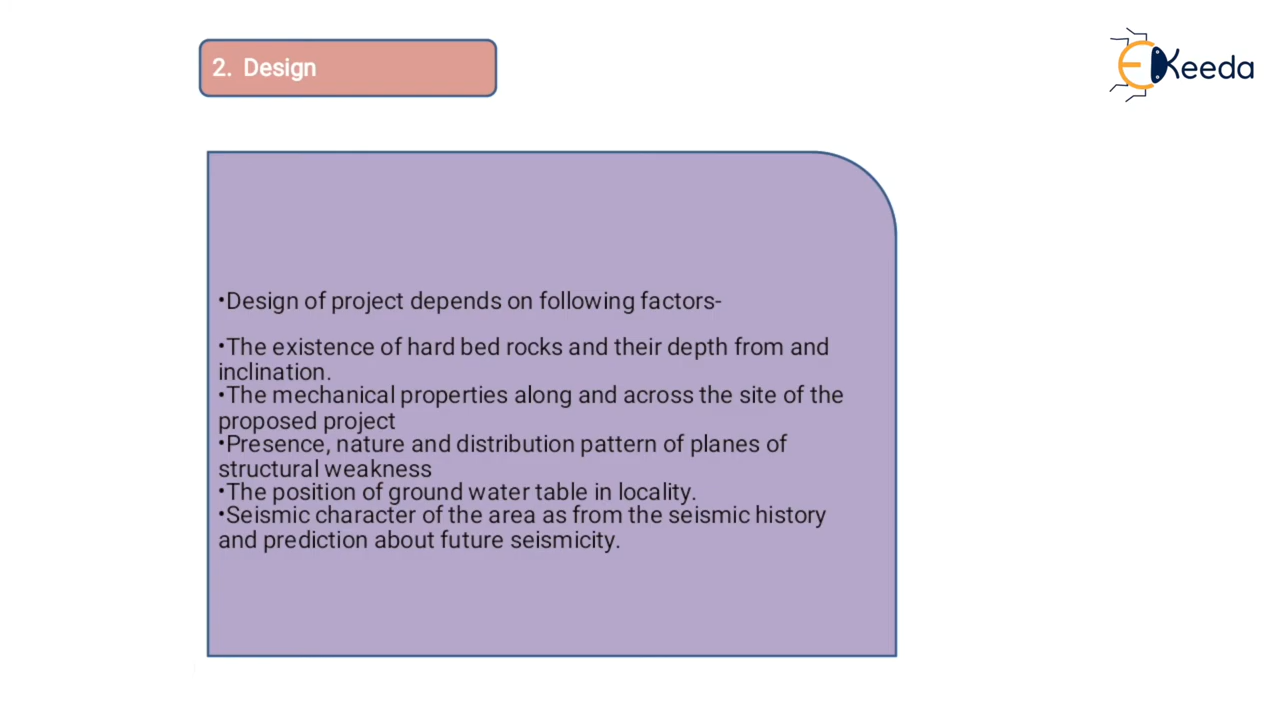 2. Design
EKeeda
•Design of project depends on following factors-
•The existence of hard bed rocks and their depth from and
inclination.
•The mechanical properties along and across the site of the
proposed project
•Presence, nature and distribution pattern of planes of
structural weakness
•The position of ground water table in locality.
•Seismic character of the area as from the seismic history
and prediction about future seismicity.